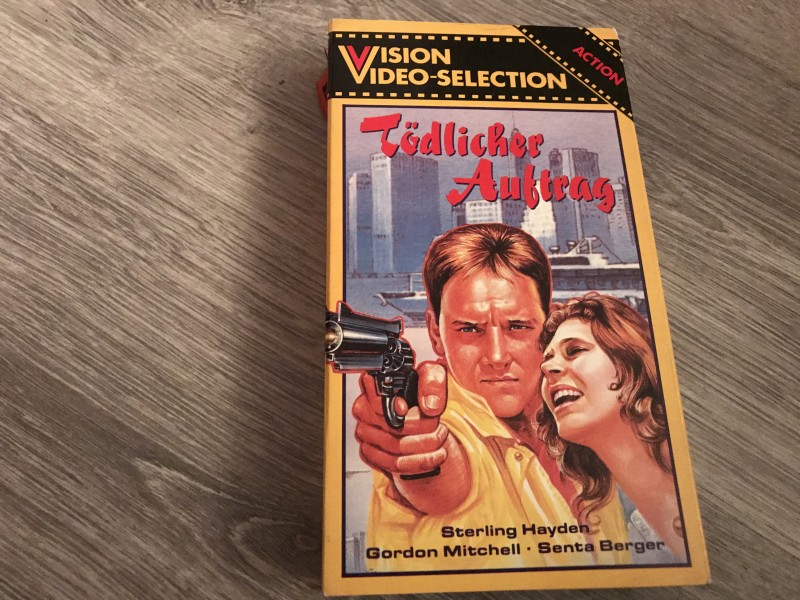 VISION
VIDEO-SELECTION
ACTION
Tödlicher
Auftrag
Sterling Hayden
Gordon Mitchell · Senta Berger